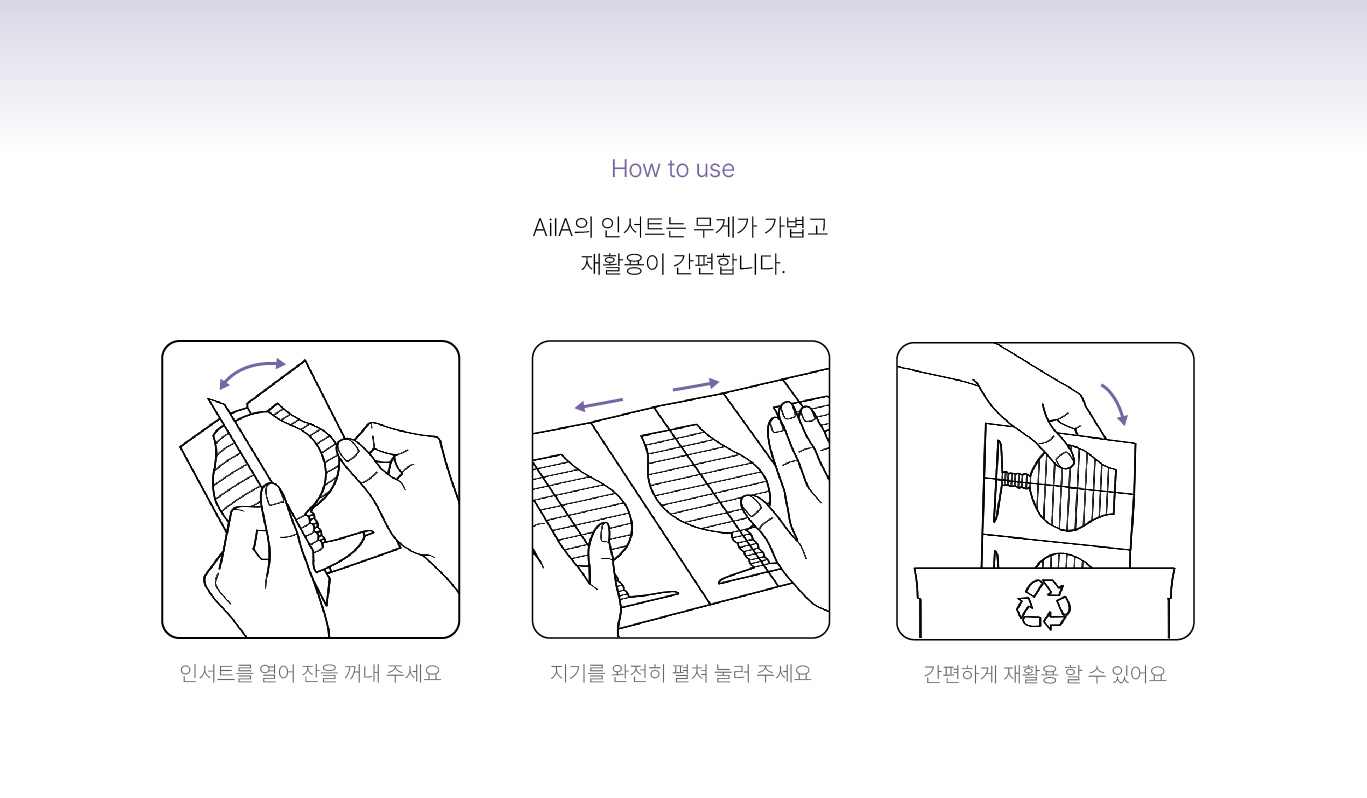 How to use
AilA의 인서트는 무게가 가볍고
재활용이 간편합니다.
인서트를 열어 잔을 꺼내 주세요
지기를 완전히 펼쳐 눌러 주세요
간편하게 재활용 할 수 있어요